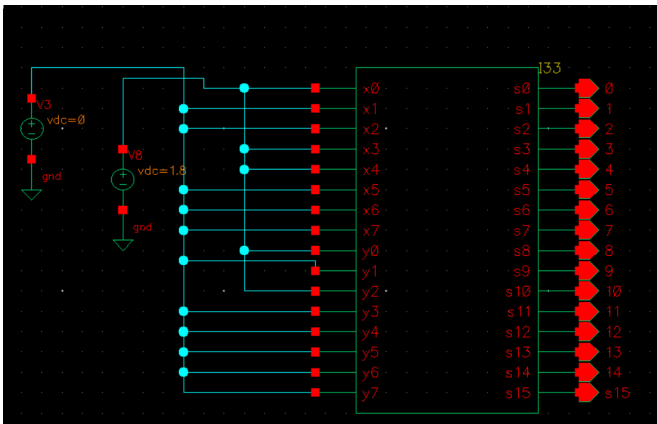 I33
V3
vdc=0
gnd
V8
vdc=1.8
gnd
x0 s0 0
x1 s1 1
x2 s2 2
x3 s3 3
x4 s4 4
x5 s5 5
x6 s6 6
x7 s7 7
y0 s8 8
y1 s9 9
y2 s10 10
y3 s11 11
y4 s12 12
y5 s13 13
y6 s14 14
y7 s15 s15